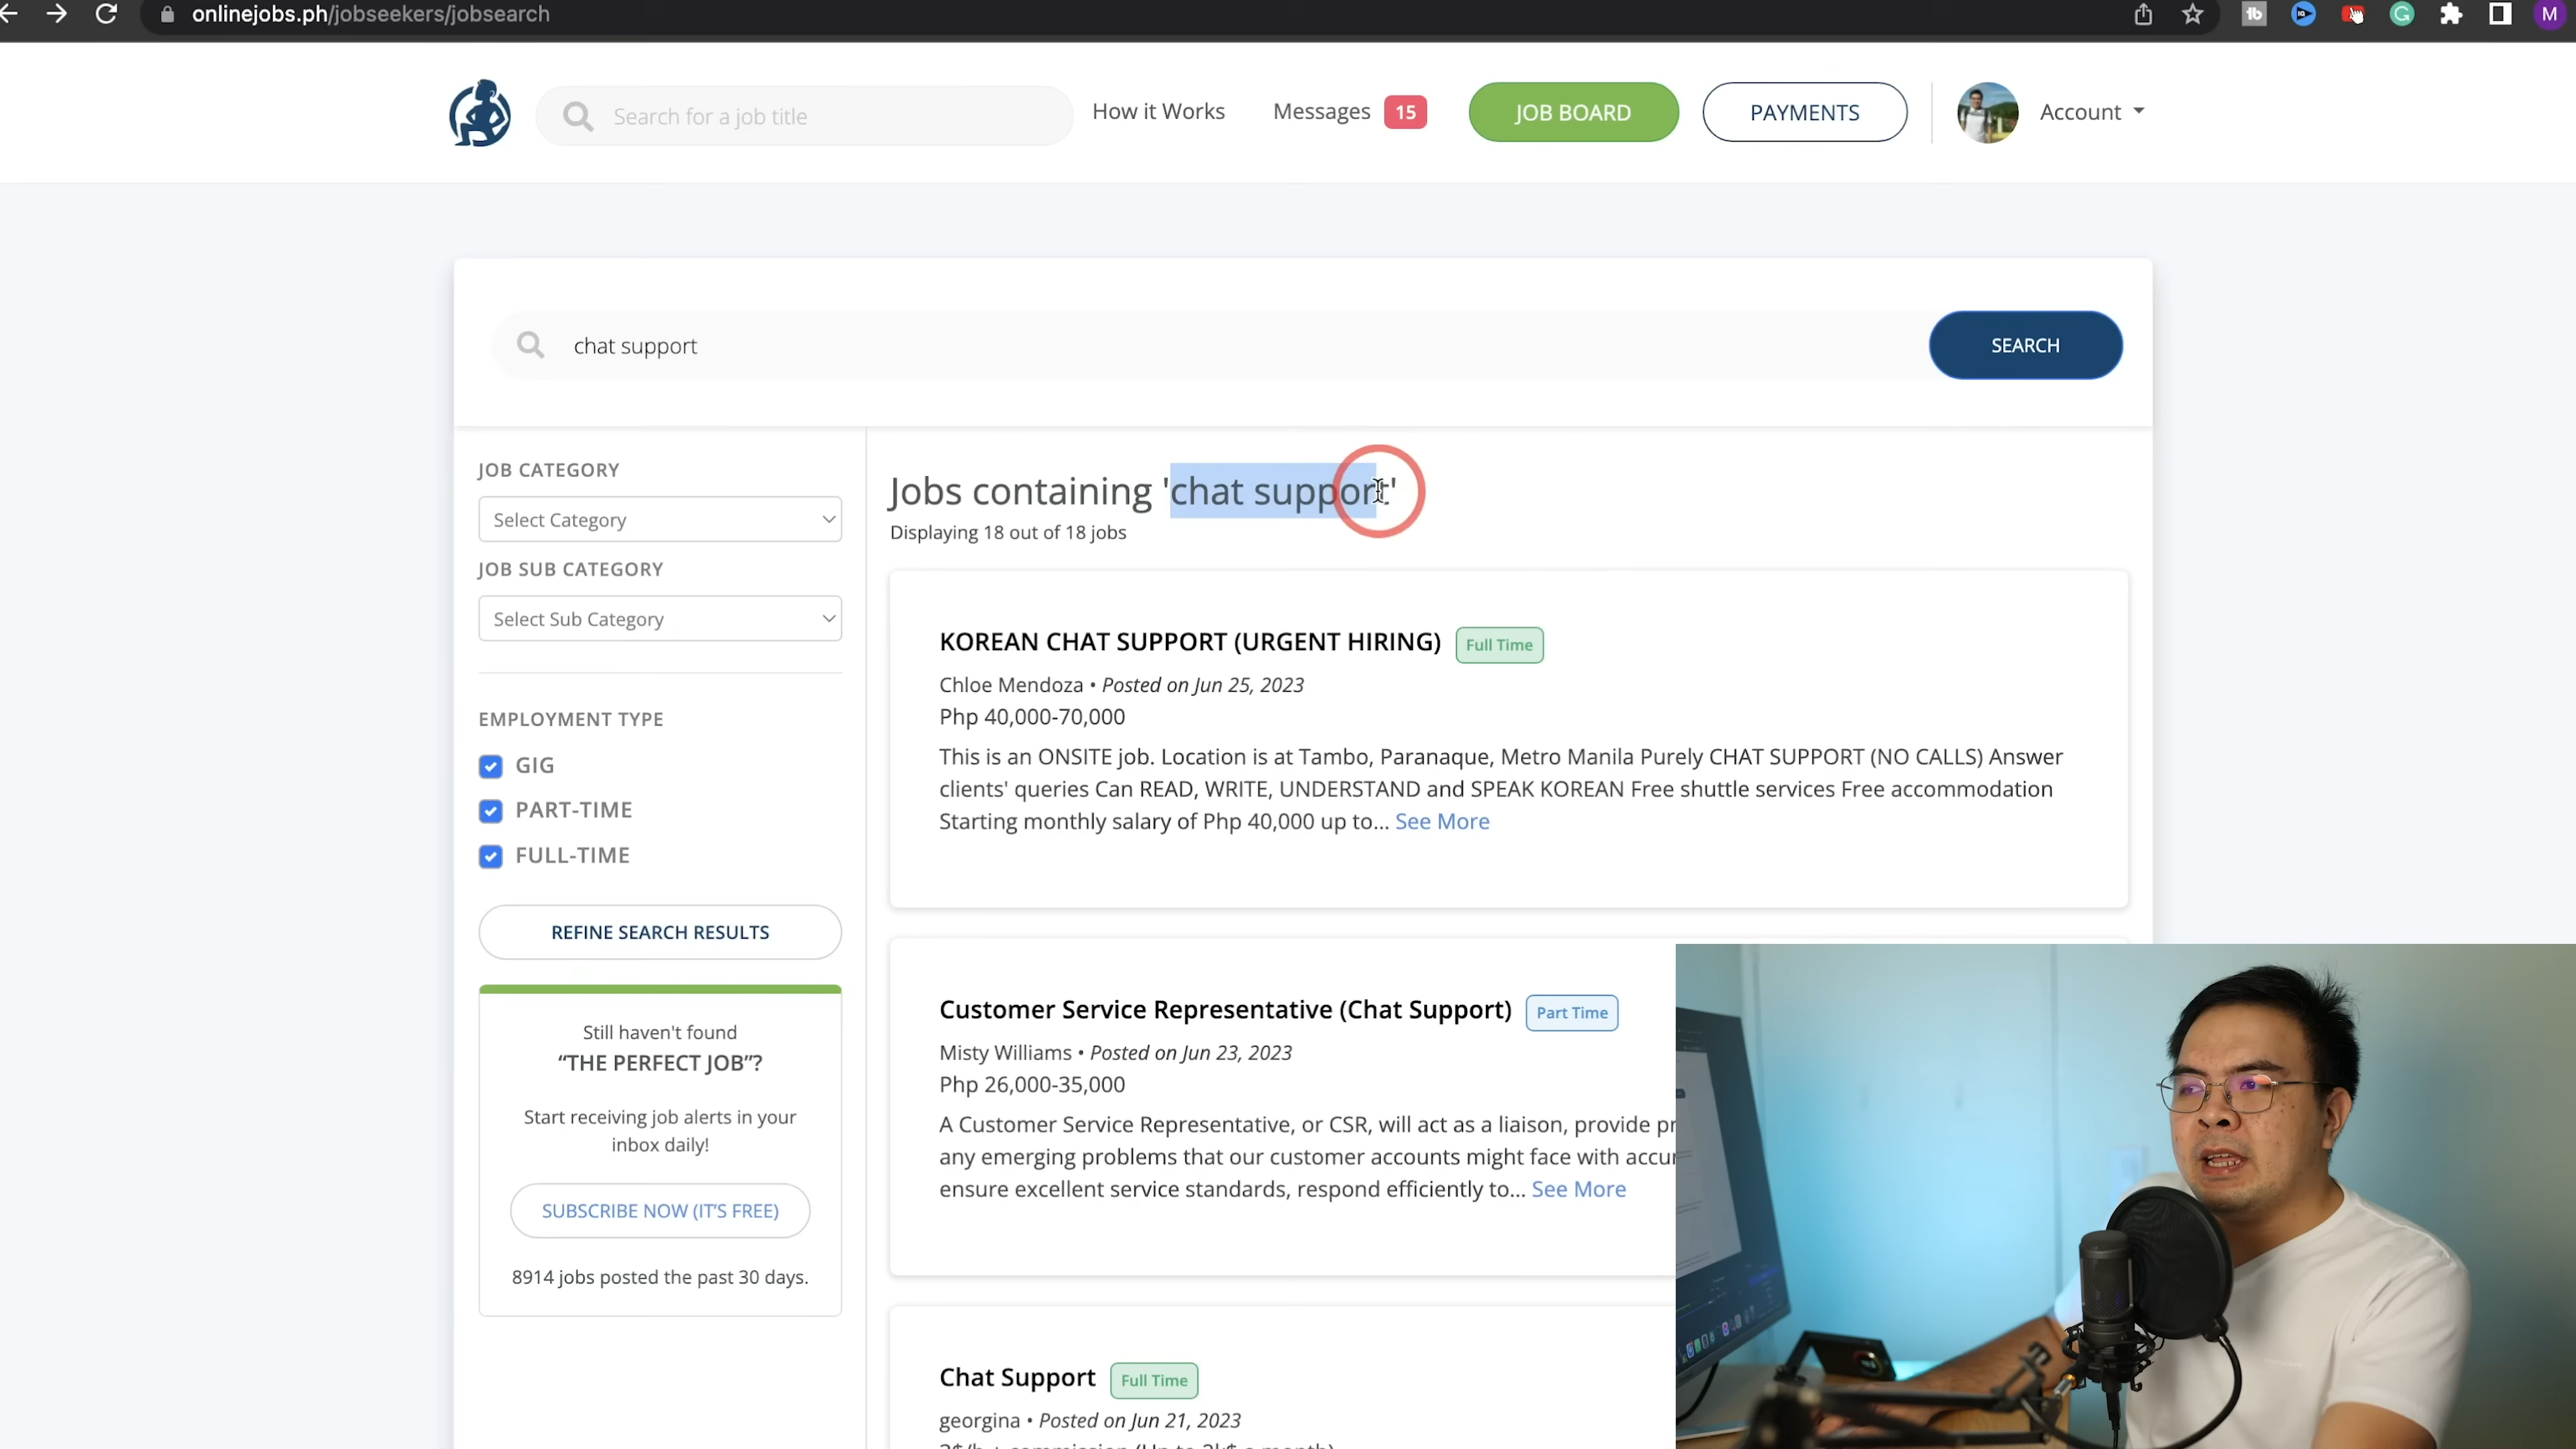 onlinejobs.ph/jobseekers/jobsearch
M
Search for a job title
How it Works
Messages 15
JOB BOARD
PAYMENTS
Account
chat support
SEARCH
JOB CATEGORY
Select Category
JOB SUB CATEGORY
Select Sub Category
EMPLOYMENT TYPE
GIG
PART-TIME
FULL-TIME
REFINE SEARCH RESULTS
Still haven't found
“THE PERFECT JOB”?
Start receiving job alerts in your
inbox daily!
SUBSCRIBE NOW (IT’S FREE)
8914 jobs posted the past 30 days.
Jobs containing 'chat support'
Displaying 18 out of 18 jobs
KOREAN CHAT SUPPORT (URGENT HIRING) Full Time
Chloe Mendoza • Posted on Jun 25, 2023
Php 40,000-70,000
This is an ONSITE job. Location is at Tambo, Paranaque, Metro Manila Purely CHAT SUPPORT (NO CALLS) Answer
clients' queries Can READ, WRITE, UNDERSTAND and SPEAK KOREAN Free shuttle services Free accommodation
Starting monthly salary of Php 40,000 up to... See More
Customer Service Representative (Chat Support) Part Time
Misty Williams • Posted on Jun 23, 2023
Php 26,000-35,000
A Customer Service Representative, or CSR, will act as a liaison, provide pr
any emerging problems that our customer accounts might face with accur
ensure excellent service standards, respond efficiently to... See More
Chat Support Full Time
georgina • Posted on Jun 21, 2023
3$/h + commission (Up to 2k$ a month)